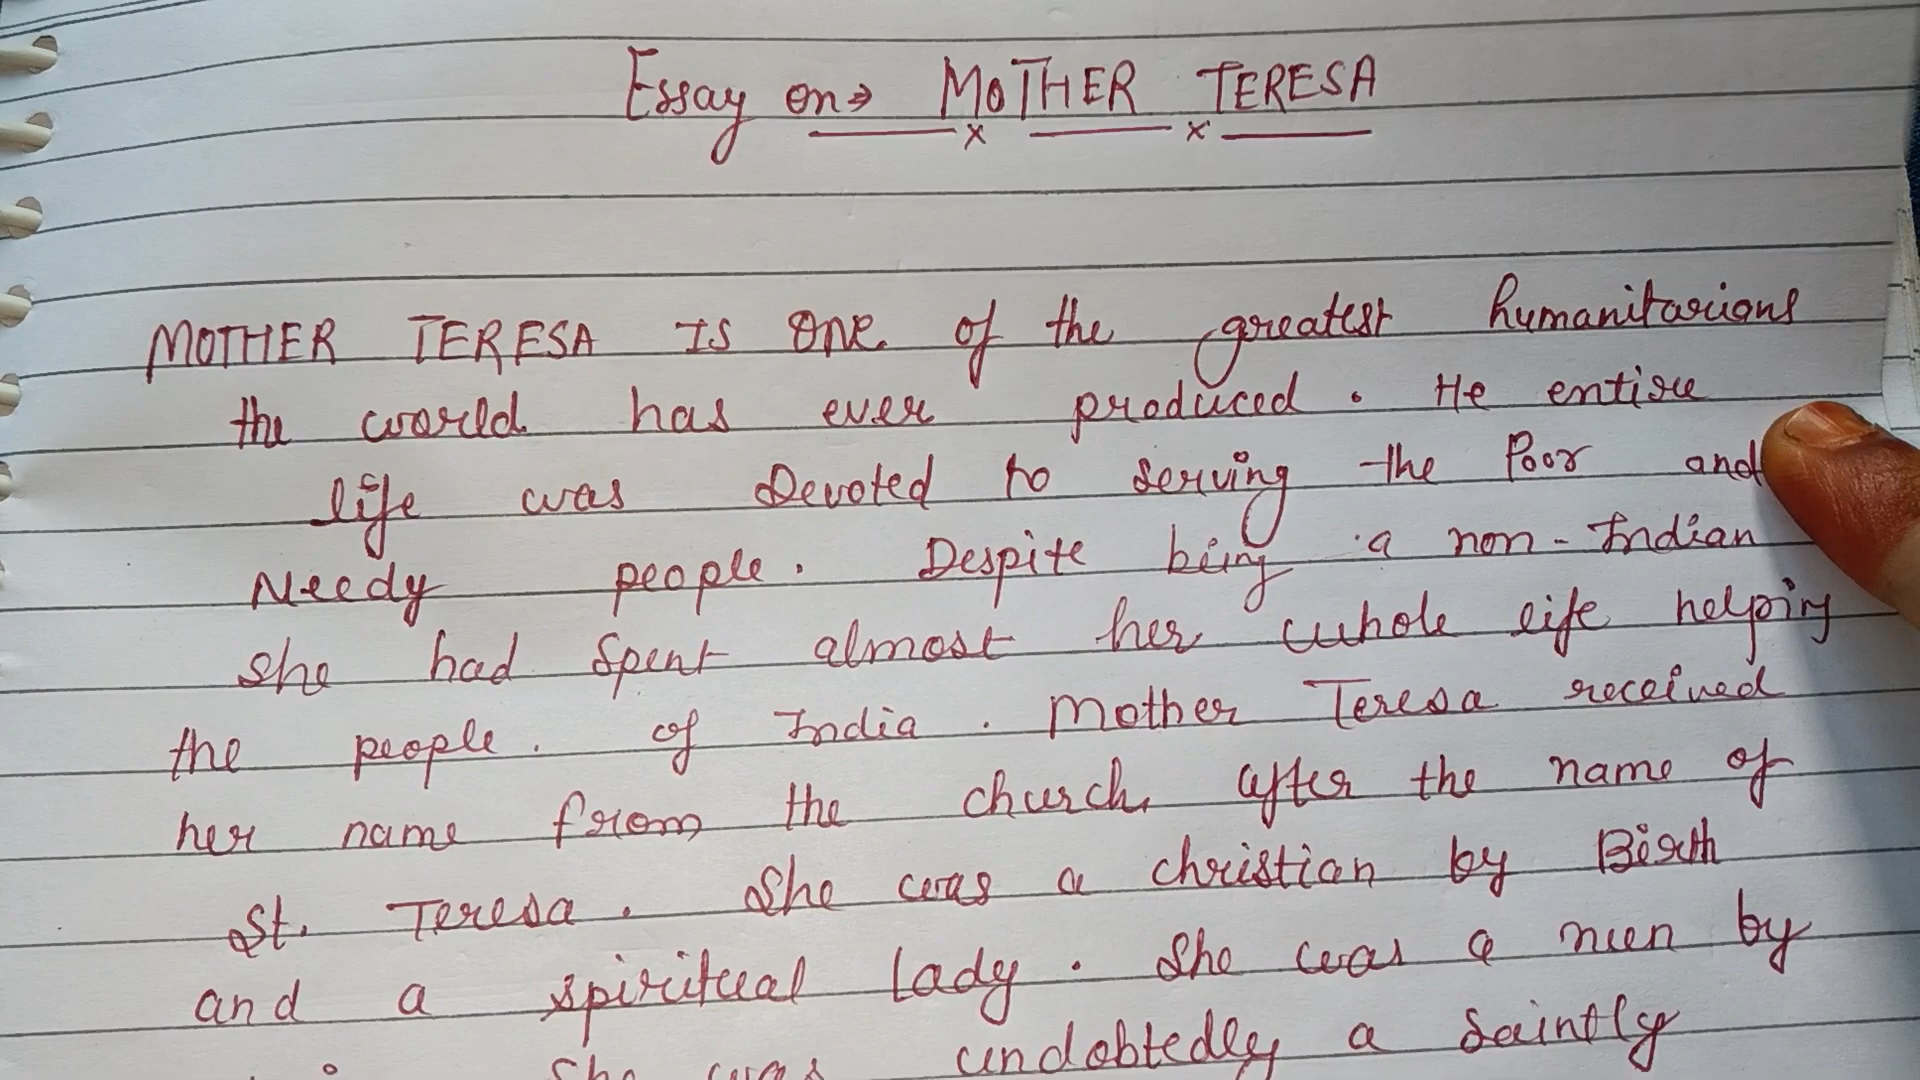 Essay on⇒ MOTHER TERESA
MOTHER TERESA IS ONE of the greatest humanitarians
the world has ever produced. He entire
life was Devoted to serving the Poor and
Needy people. Despite being a non-Indian
she had spent almost her whole life helping
the people. of India. Mother Teresa received
her name from the church after the name of
St. Teresa. She was a christian by Birth
and a spiritual lady. She was a nun by
She was undobtedly a saintly